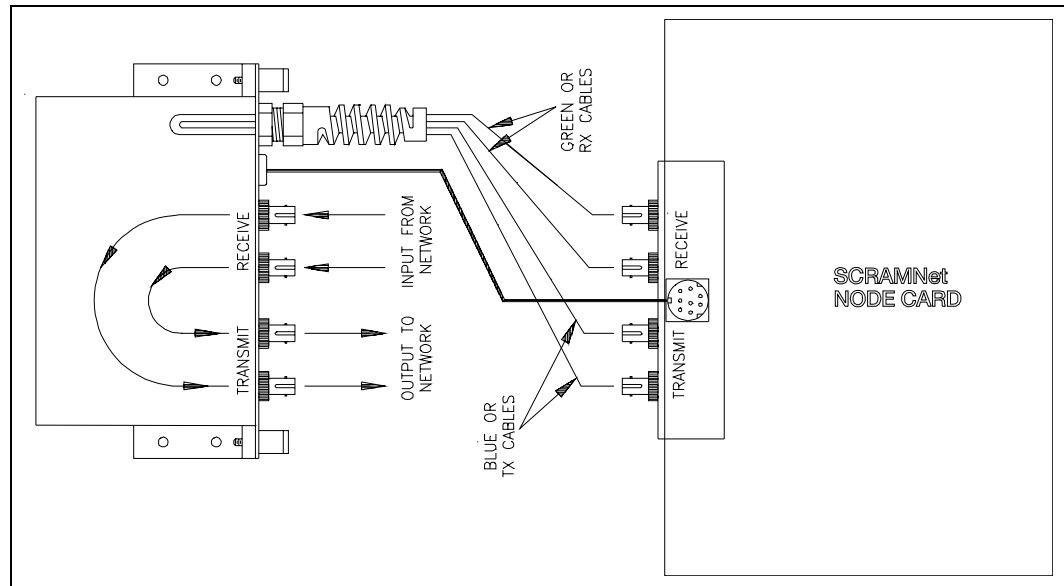 GREEN OR
RX CABLES
RECEIVE
INPUT FROM
NETWORK
TRANSMIT
OUTPUT TO
NETWORK
BLUE OR
TX CABLES
RECEIVE
TRANSMIT
SCRAMNet
NODE CARD